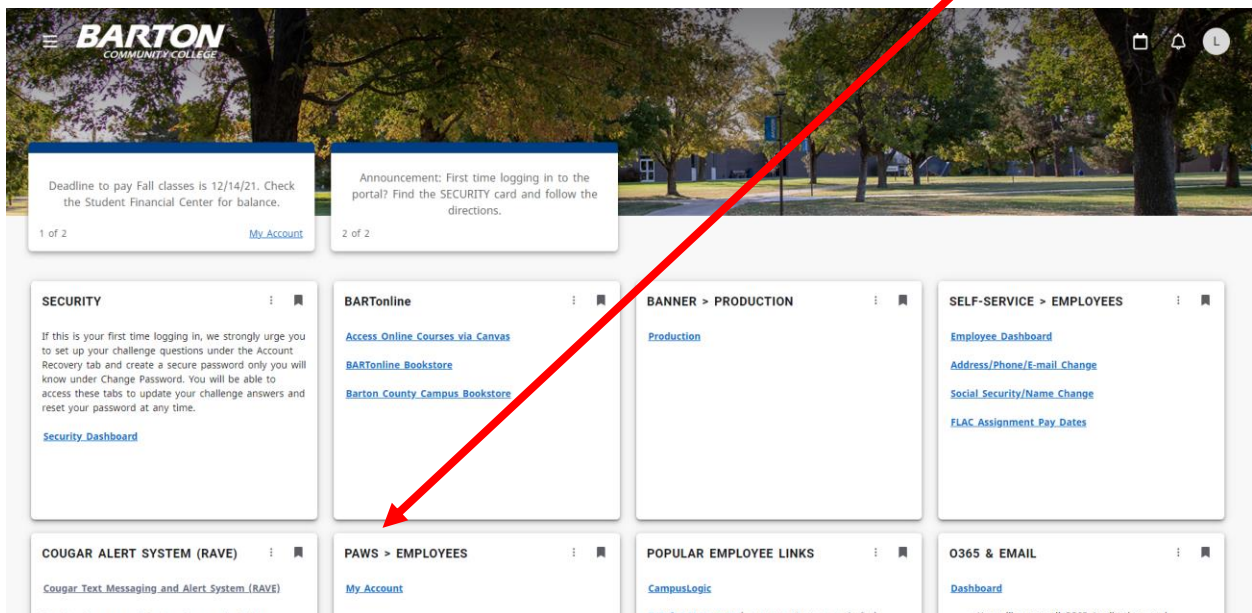 BARTON
COMMUNITY COLLEGE
L
Deadline to pay Fall classes is 12/14/21. Check
the Student Financial Center for balance.
1 of 2
My Account
Announcement: First time logging in to the
portal? Find the SECURITY card and follow the
directions.
2 of 2
SECURITY
If this is your first time logging in, we strongly urge you
to set up your challenge questions under the Account
Recovery tab and create a secure password only you will
know under Change Password. You will be able to
access these tabs to update your challenge answers and
reset your password at any time.
Security Dashboard
BARTonline
Access Online Courses via Canvas
BARTonline Bookstore
Barton County Campus Bookstore
BANNER > PRODUCTION
Production
SELF-SERVICE > EMPLOYEES
Employee Dashboard
Address/Phone/E-mail Change
Social Security/Name Change
FLAC Assignment Pay Dates
COUGAR ALERT SYSTEM (RAVE)
Cougar Text Messaging and Alert System (RAVE)
PAWS > EMPLOYEES
My Account
POPULAR EMPLOYEE LINKS
CampusLogic
O365 & EMAIL
Dashboard